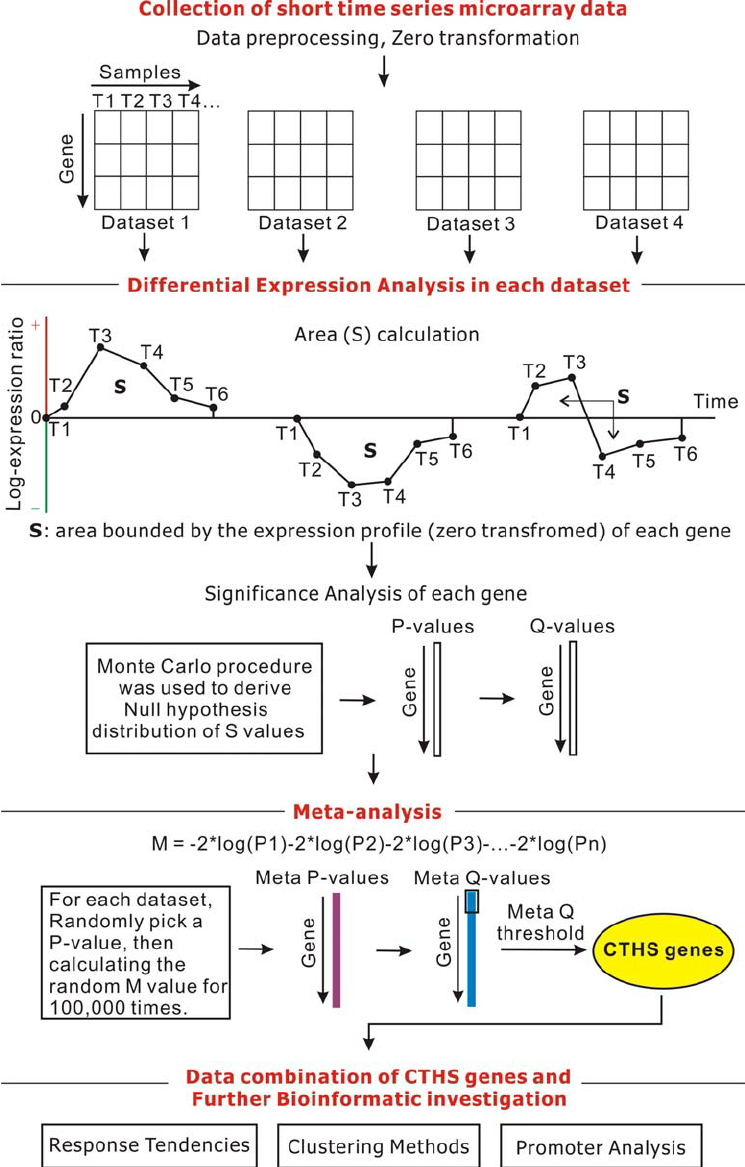 Collection of short time series microarray data
Data preprocessing, Zero transformation
Samples
T1 T2 T3 T4...
Gene
Dataset 1
Dataset 2
Dataset 3
Dataset 4
Differential Expression Analysis in each dataset
Log-expression ratio
+
0
−
Area (S) calculation
T1
T2
T3
T4
T5
T6
S
T1
T2
T3
T4
T5
T6
S
T1
T2
T3
T4
T5
T6
S
Time
S: area bounded by the expression profile (zero transfromed) of each gene
Significance Analysis of each gene
Monte Carlo procedure
was used to derive
Null hypothesis
distribution of S values
P-values
Gene
Q-values
Gene
Meta-analysis
M = -2*log(P1)-2*log(P2)-2*log(P3)-...-2*log(Pn)
For each dataset,
Randomly pick a
P-value, then
calculating the
random M value for
100,000 times.
Meta P-values
Gene
Meta Q-values
Gene
Meta Q
threshold
CTHS genes
Data combination of CTHS genes and
Further Bioinformatic investigation
Response Tendencies
Clustering Methods
Promoter Analysis